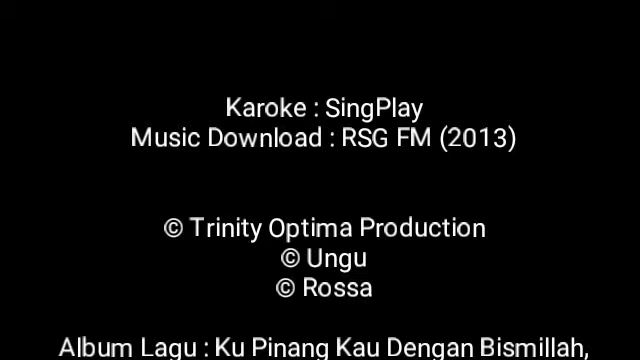 Karoke : SingPlay
Music Download : RSG FM (2013)
© Trinity Optima Production
© Ungu
© Rossa
Album Lagu : Ku Pinang Kau Dengan Bismillah,